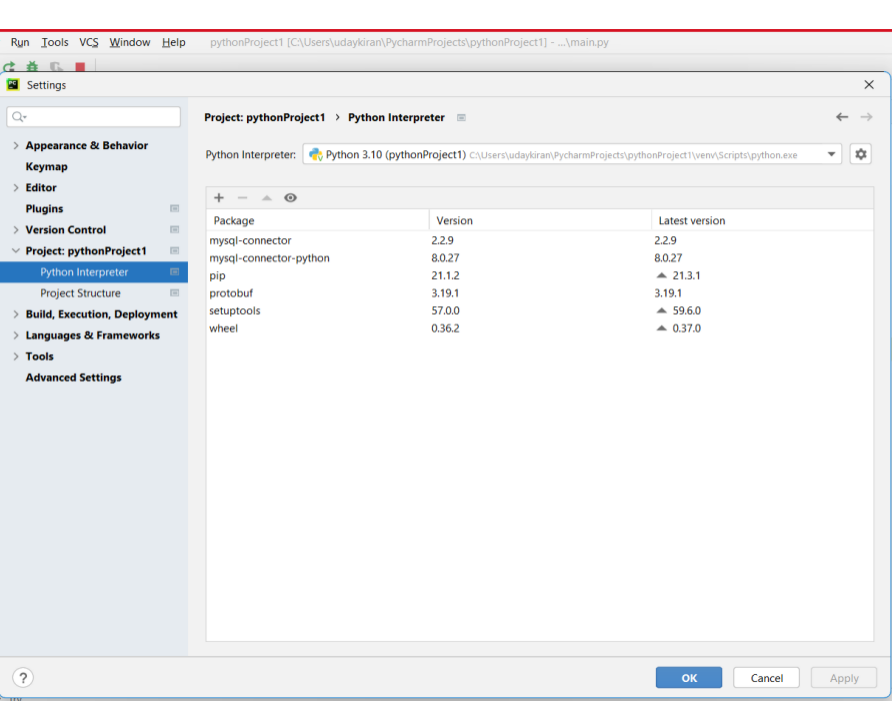 Run Tools VCS Window Help pythonProject1 [C:\Users\udaykiran\PycharmProjects\pythonProject1] - ...\main.py
Settings
Project: pythonProject1 > Python Interpreter
Python Interpreter: Python 3.10 (pythonProject1) C:\Users\udaykiran\PycharmProjects\pythonProject1\venv\Scripts\python.exe
Appearance & Behavior
Keymap
Editor
Plugins
Version Control
Project: pythonProject1
Python Interpreter
Project Structure
Build, Execution, Deployment
Languages & Frameworks
Tools
Advanced Settings
Package Version Latest version
mysql-connector 2.2.9 2.2.9
mysql-connector-python 8.0.27 8.0.27
pip 21.1.2 21.3.1
protobuf 3.19.1 3.19.1
setuptools 57.0.0 59.6.0
wheel 0.36.2 0.37.0
? OK Cancel Apply